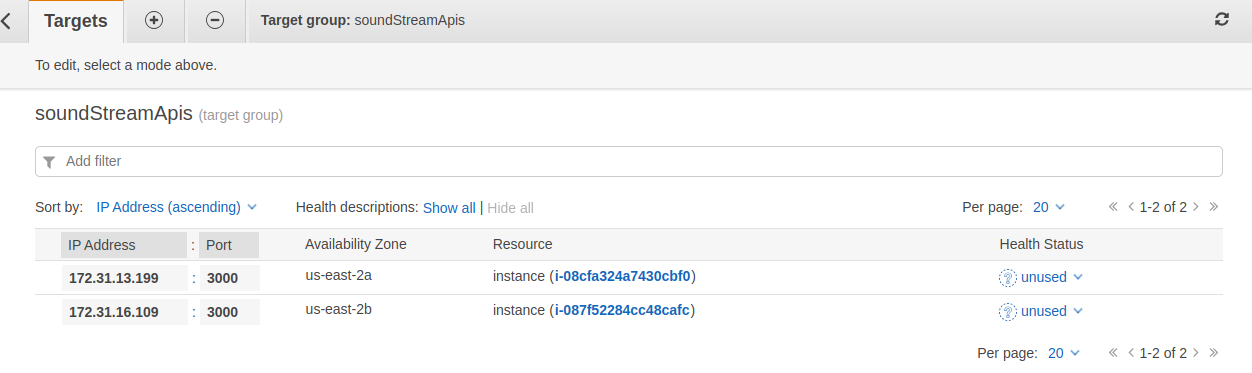 Targets Target group: soundStreamApis
To edit, select a mode above.
soundStreamApis (target group)
Add filter
Sort by: IP Address (ascending) Health descriptions: Show all | Hide all Per page: 20 1-2 of 2
IP Address : Port Availability Zone Resource Health Status
172.31.13.199 : 3000 us-east-2a instance (i-08cfa324a7430cbf0) unused
172.31.16.109 : 3000 us-east-2b instance (i-087f52284cc48cafc) unused
Per page: 20 1-2 of 2